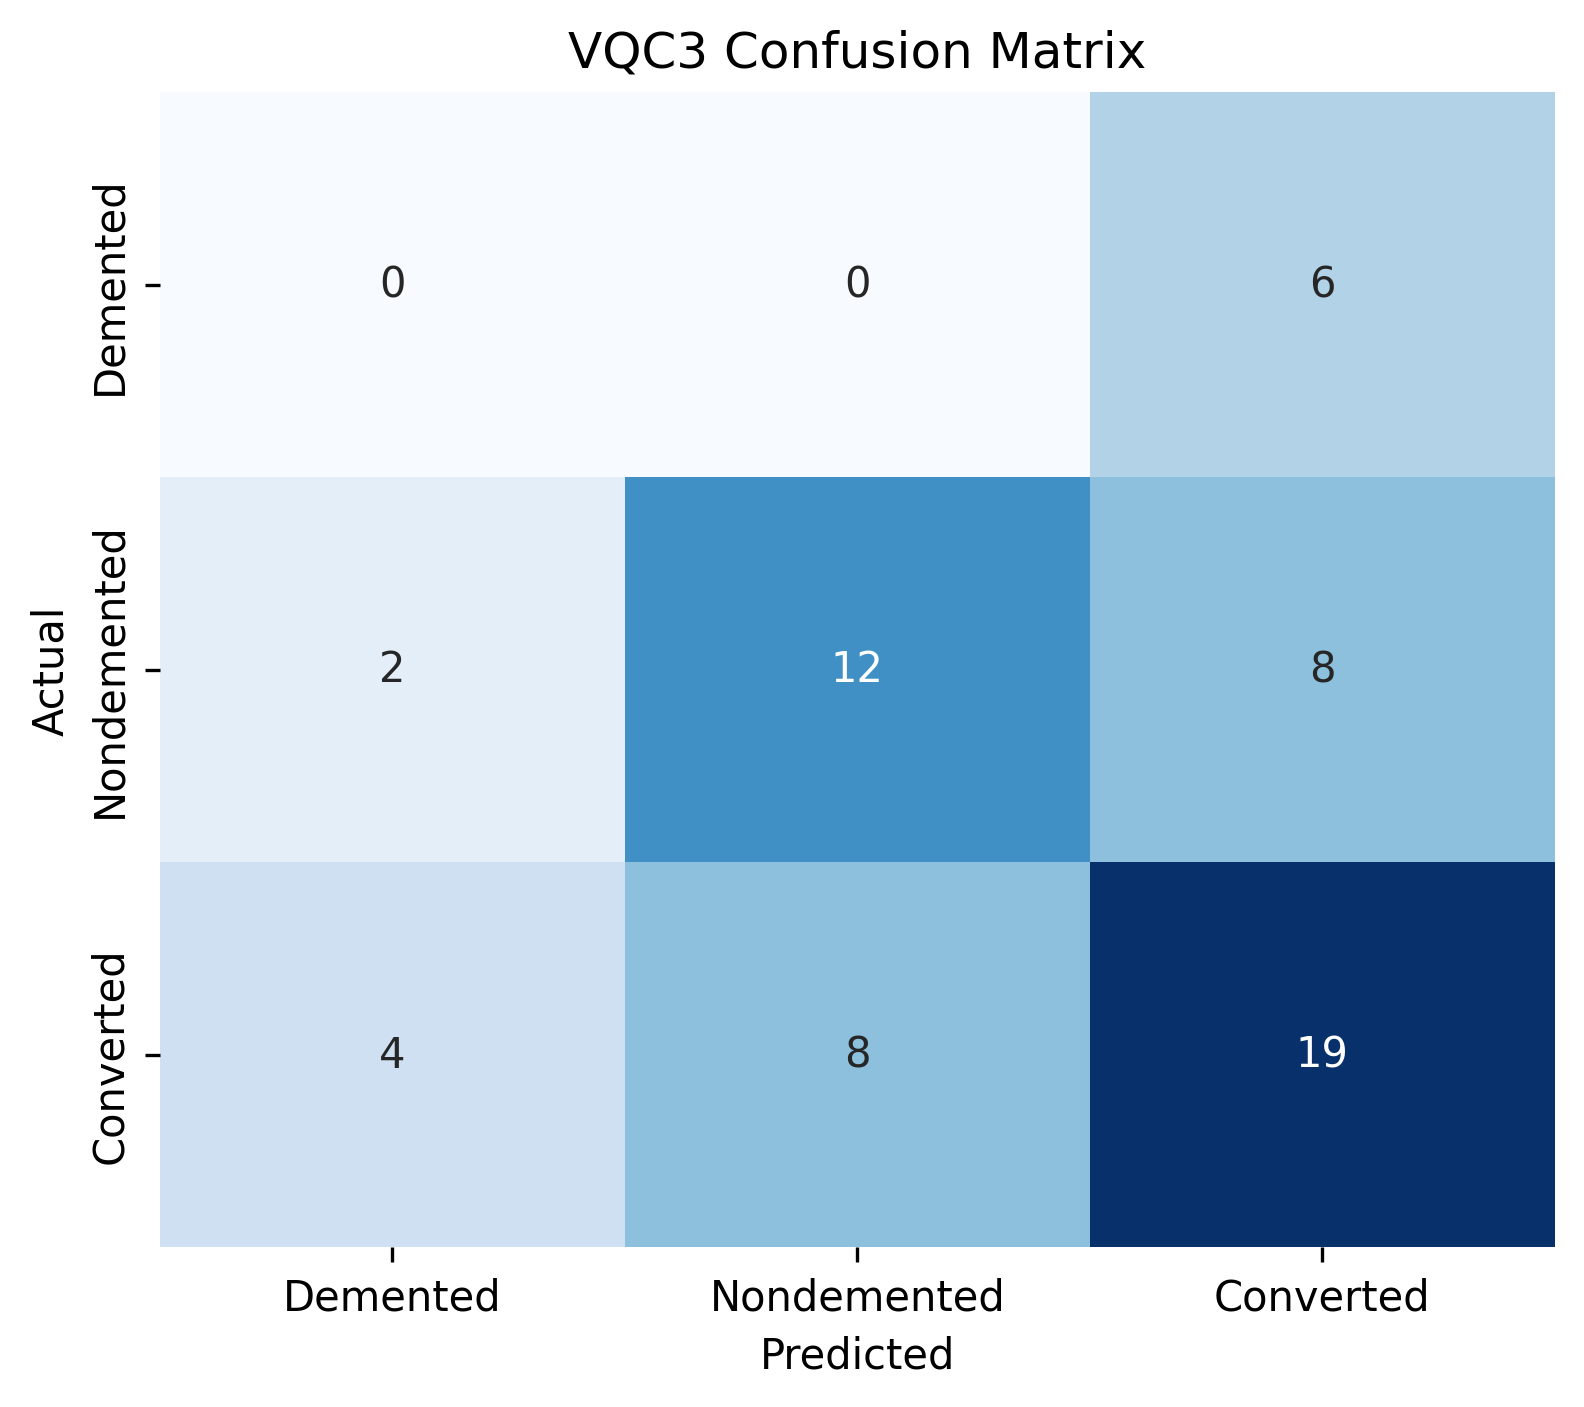 VQC3 Confusion Matrix
Actual
Demented
0 0 6
Nondemented
2 12 8
Converted
4 8 19
Demented Nondemented Converted
Predicted